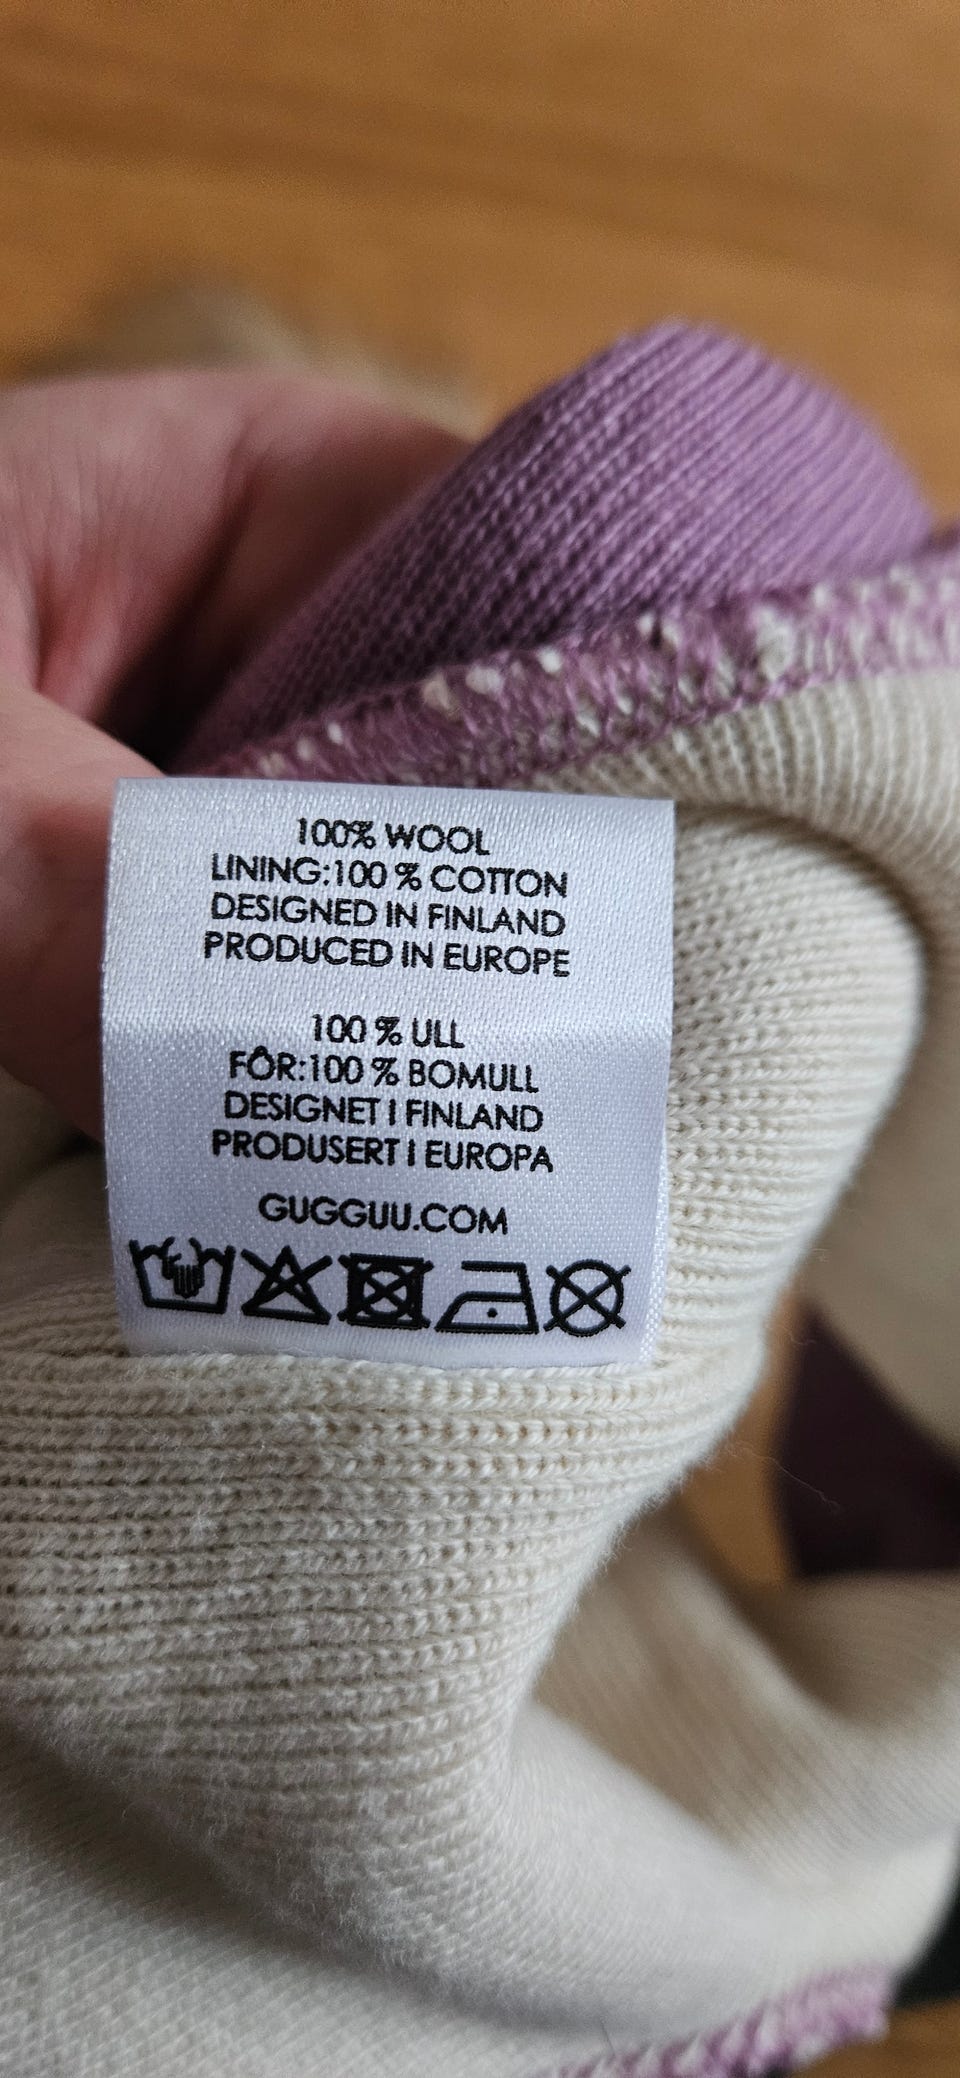 100% WOOL
LINING:100 % COTTON
DESIGNED IN FINLAND
PRODUCED IN EUROPE
100 % ULL
FÔR:100 % BOMULL
DESIGNET I FINLAND
PRODUSERT I EUROPA
GUGGUU.COM